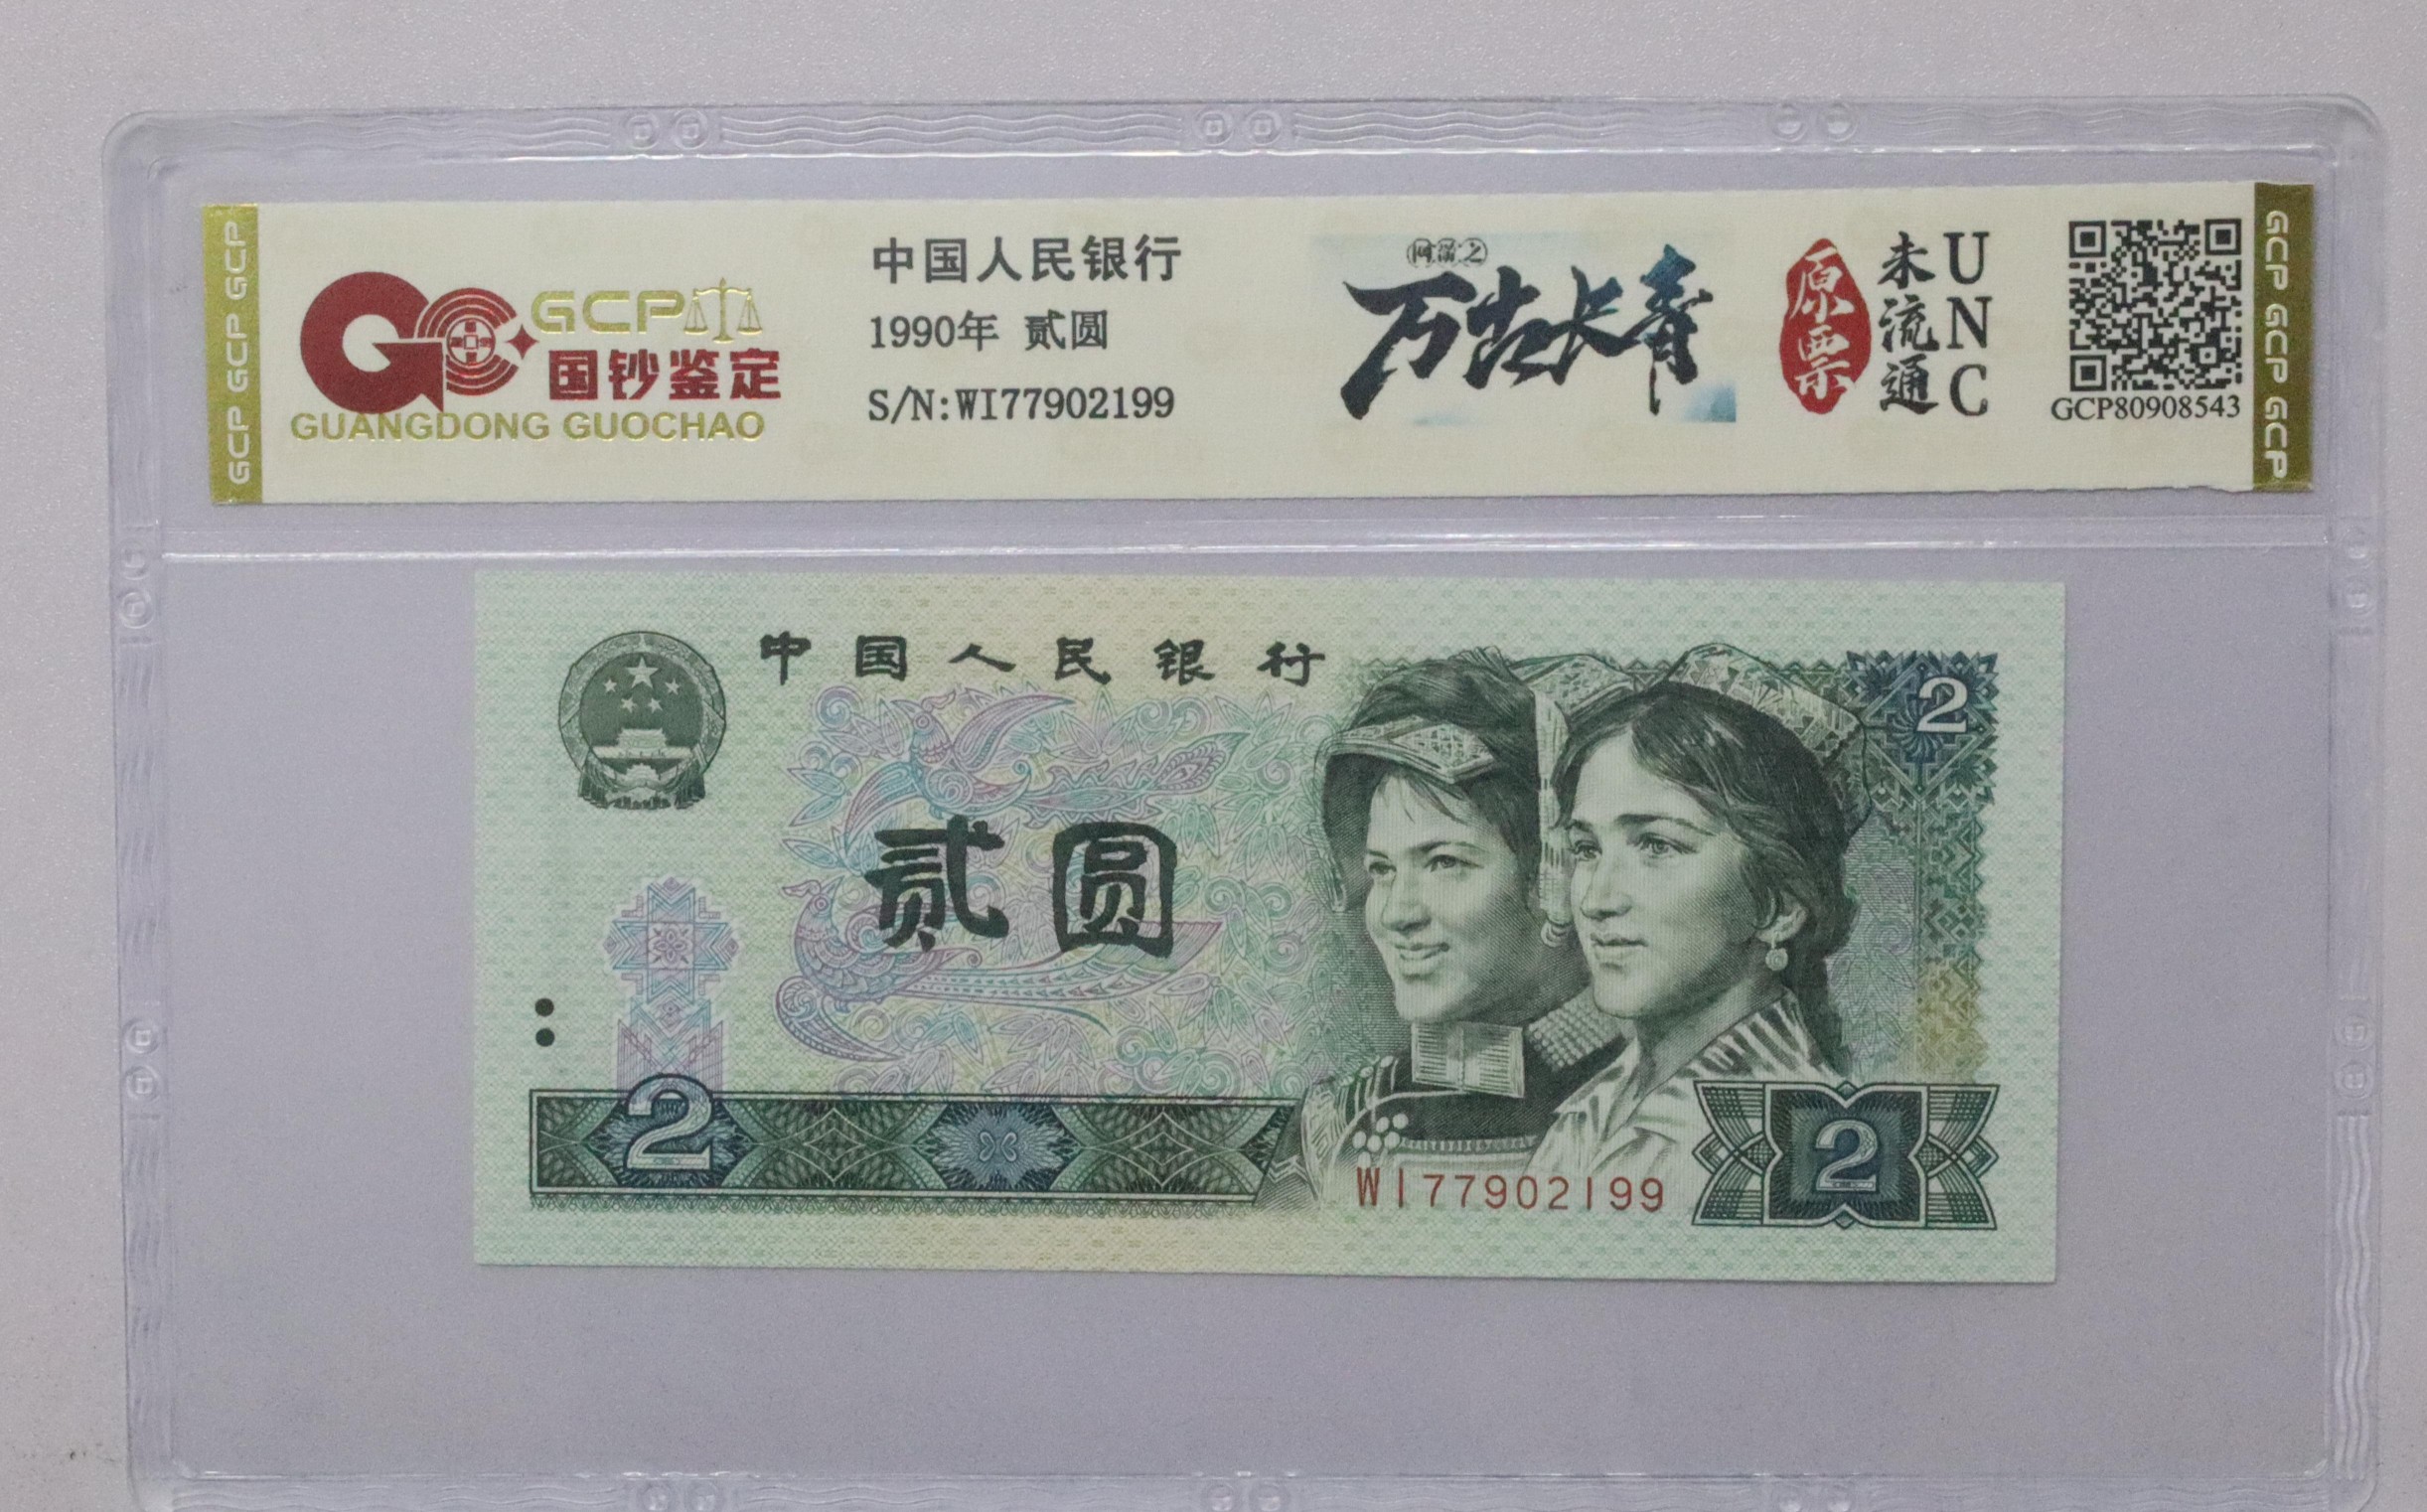 GCP GCP GCP
GCP
国钞鉴定
GUANGDONG GUOCHAO
中国人民银行
1990年 贰圆
S/N:WI77902199
万古长青
原票
未流通
UNC
GCP80908543
GCP GCP GCP
中国人民银行
2
贰圆
2
WI77902199
2